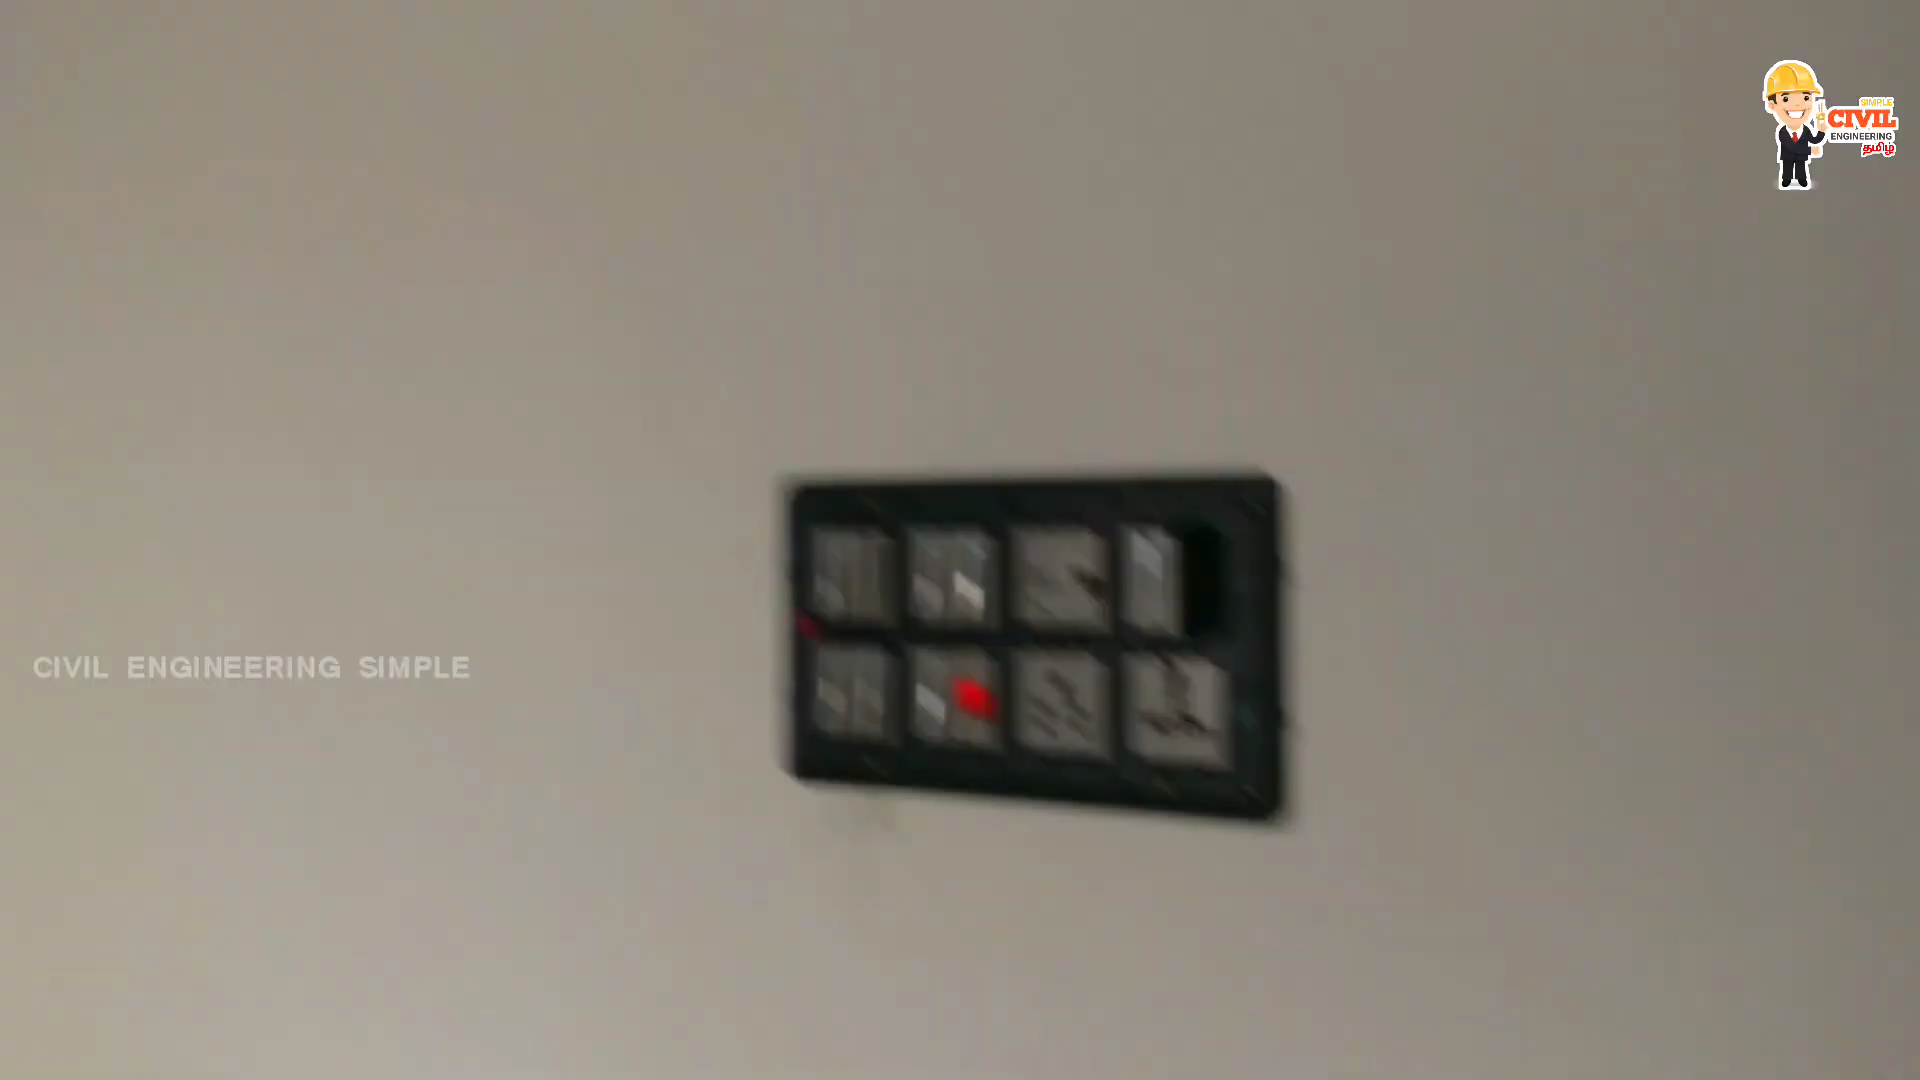 SIMPLE
CIVIL
ENGINEERING
தமிழ்
CIVIL ENGINEERING SIMPLE